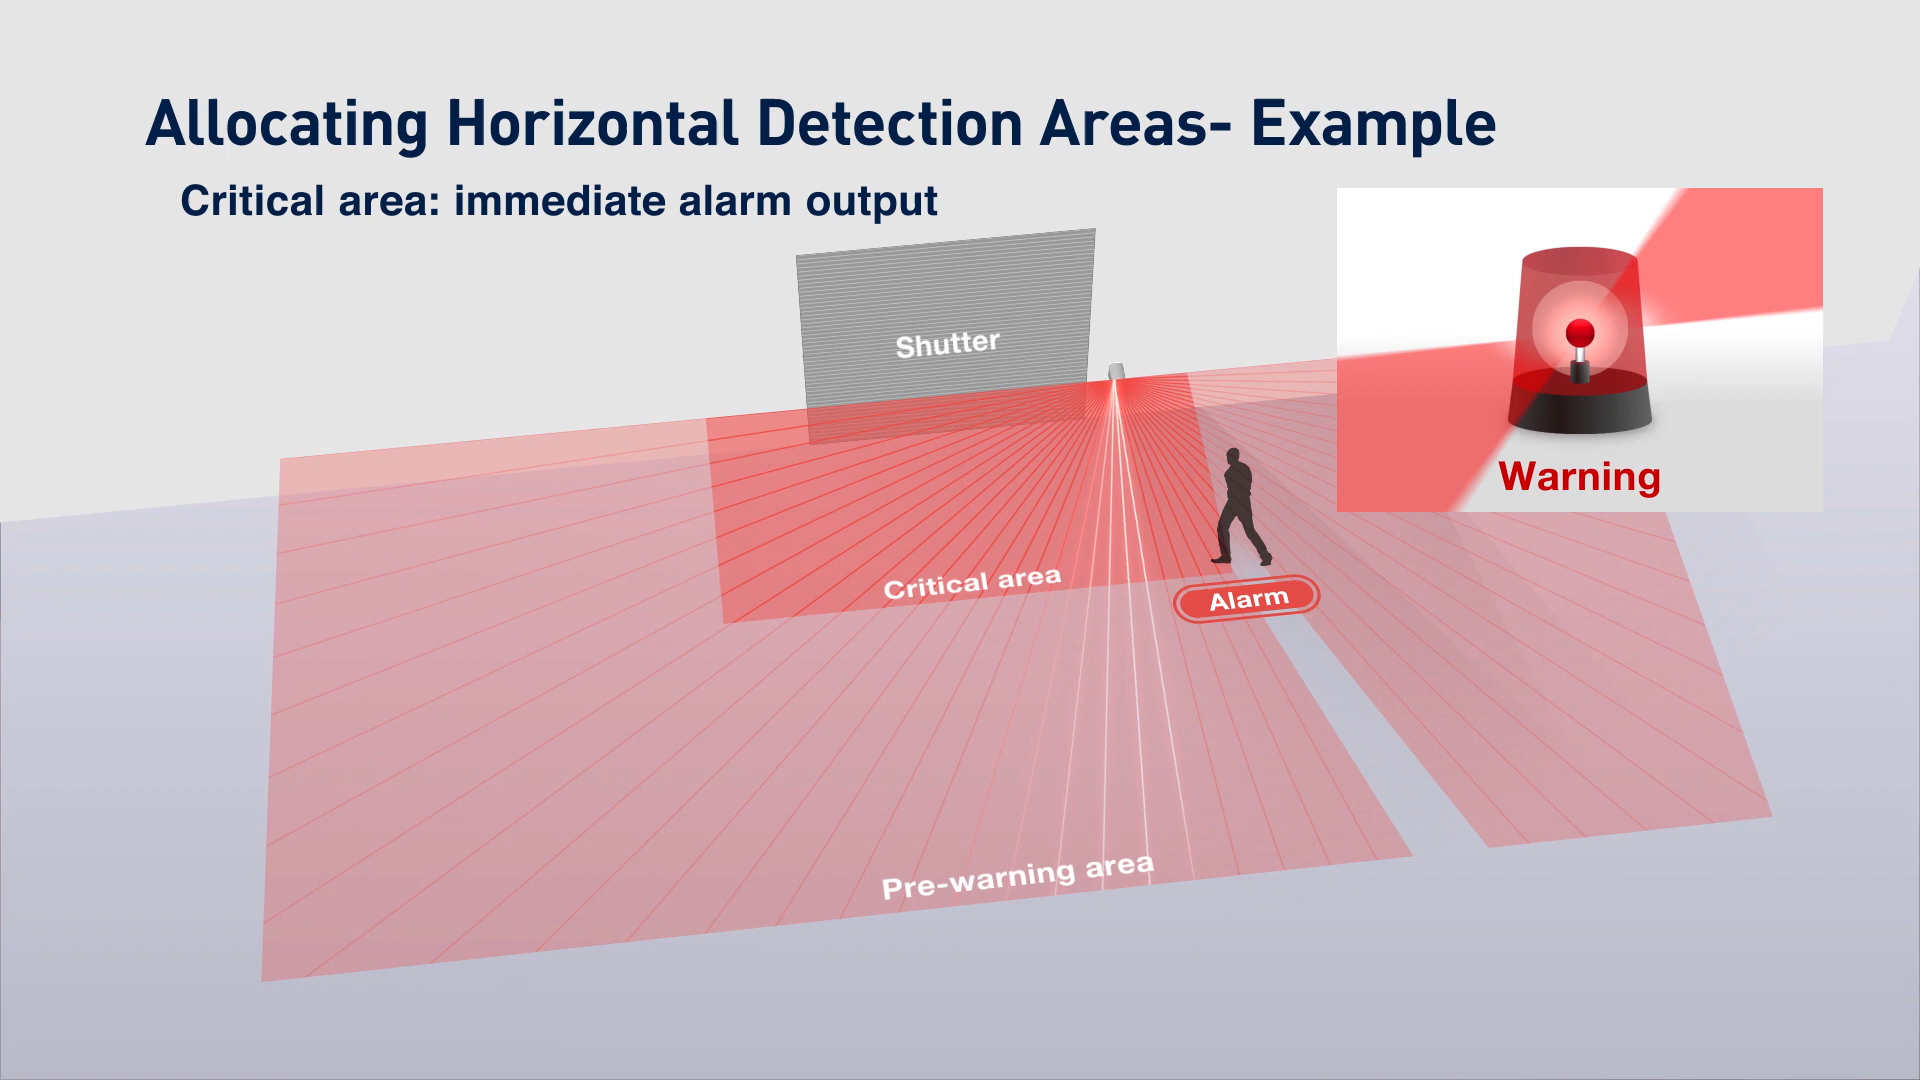 Allocating Horizontal Detection Areas- Example
Critical area: immediate alarm output
Shutter
Warning
Critical area
Alarm
Pre-warning area